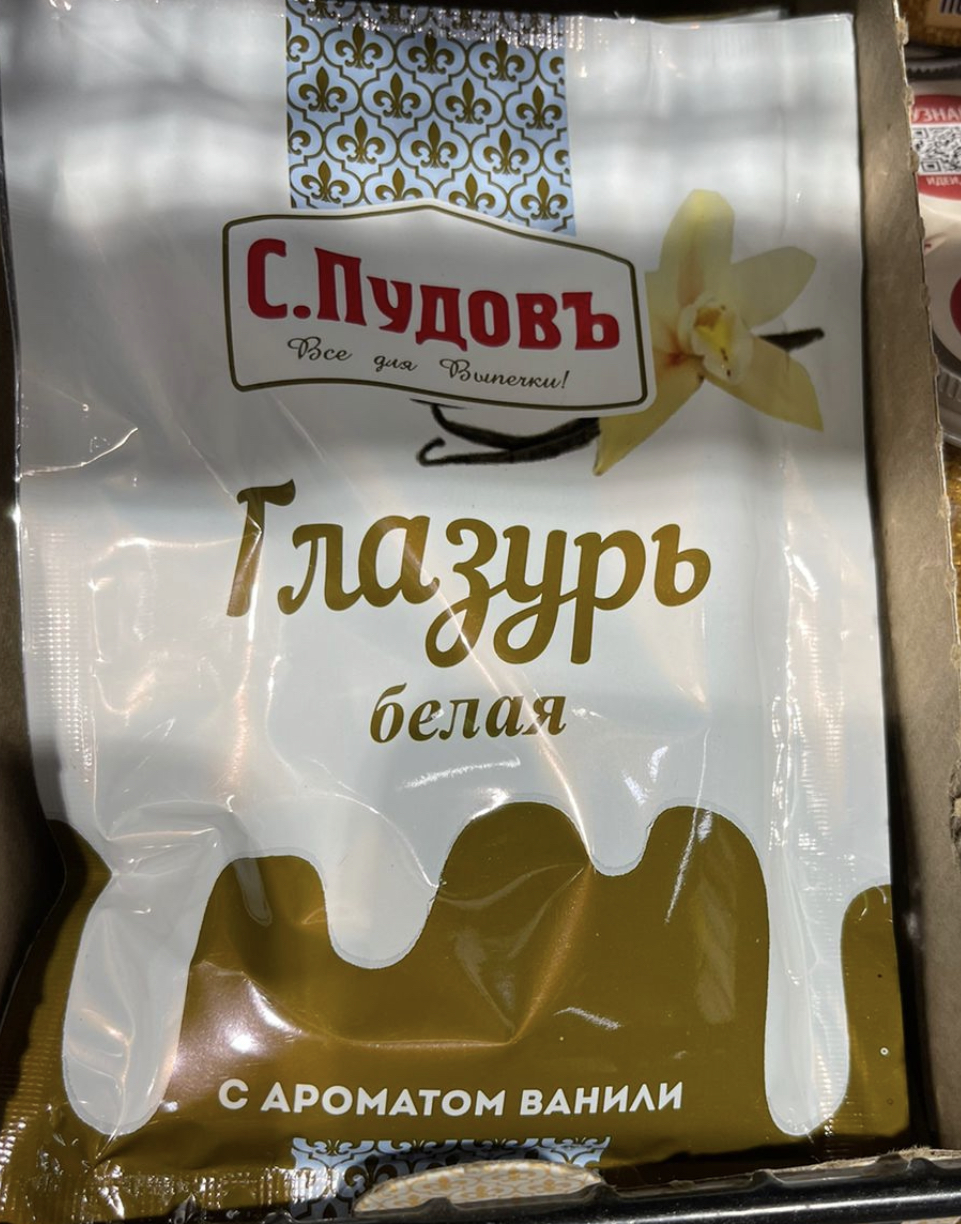 С.ПУДОВЪ
Все для Выпечки!
Глазурь
белая
С АРОМАТОМ ВАНИЛИ